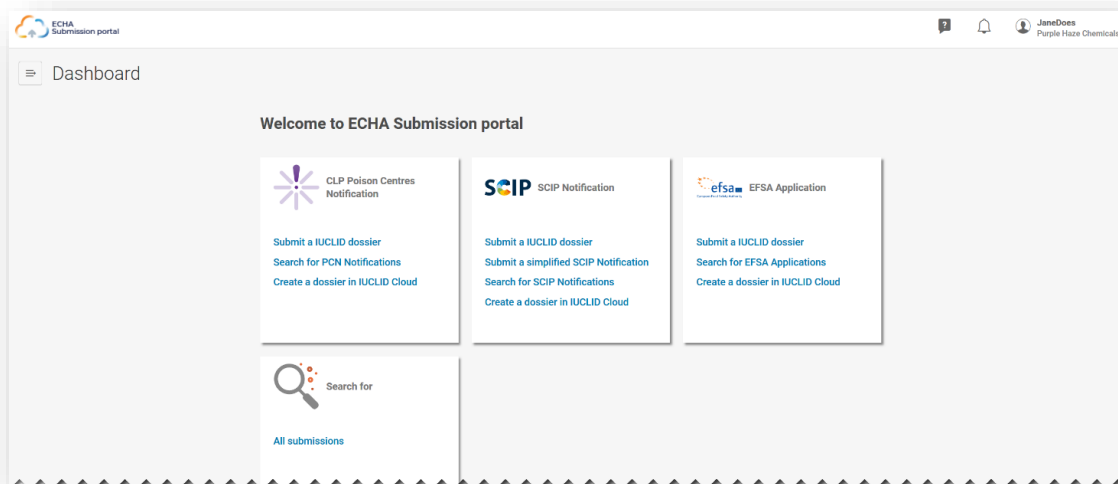 ECHA
Submission portal
JaneDoes
Purple Haze Chemicals
Dashboard
Welcome to ECHA Submission portal
CLP Poison Centres
Notification
Submit a IUCLID dossier
Search for PCN Notifications
Create a dossier in IUCLID Cloud
SCIP SCIP Notification
Submit a IUCLID dossier
Submit a simplified SCIP Notification
Search for SCIP Notifications
Create a dossier in IUCLID Cloud
efsa EFSA Application
Submit a IUCLID dossier
Search for EFSA Applications
Create a dossier in IUCLID Cloud
Search for
All submissions